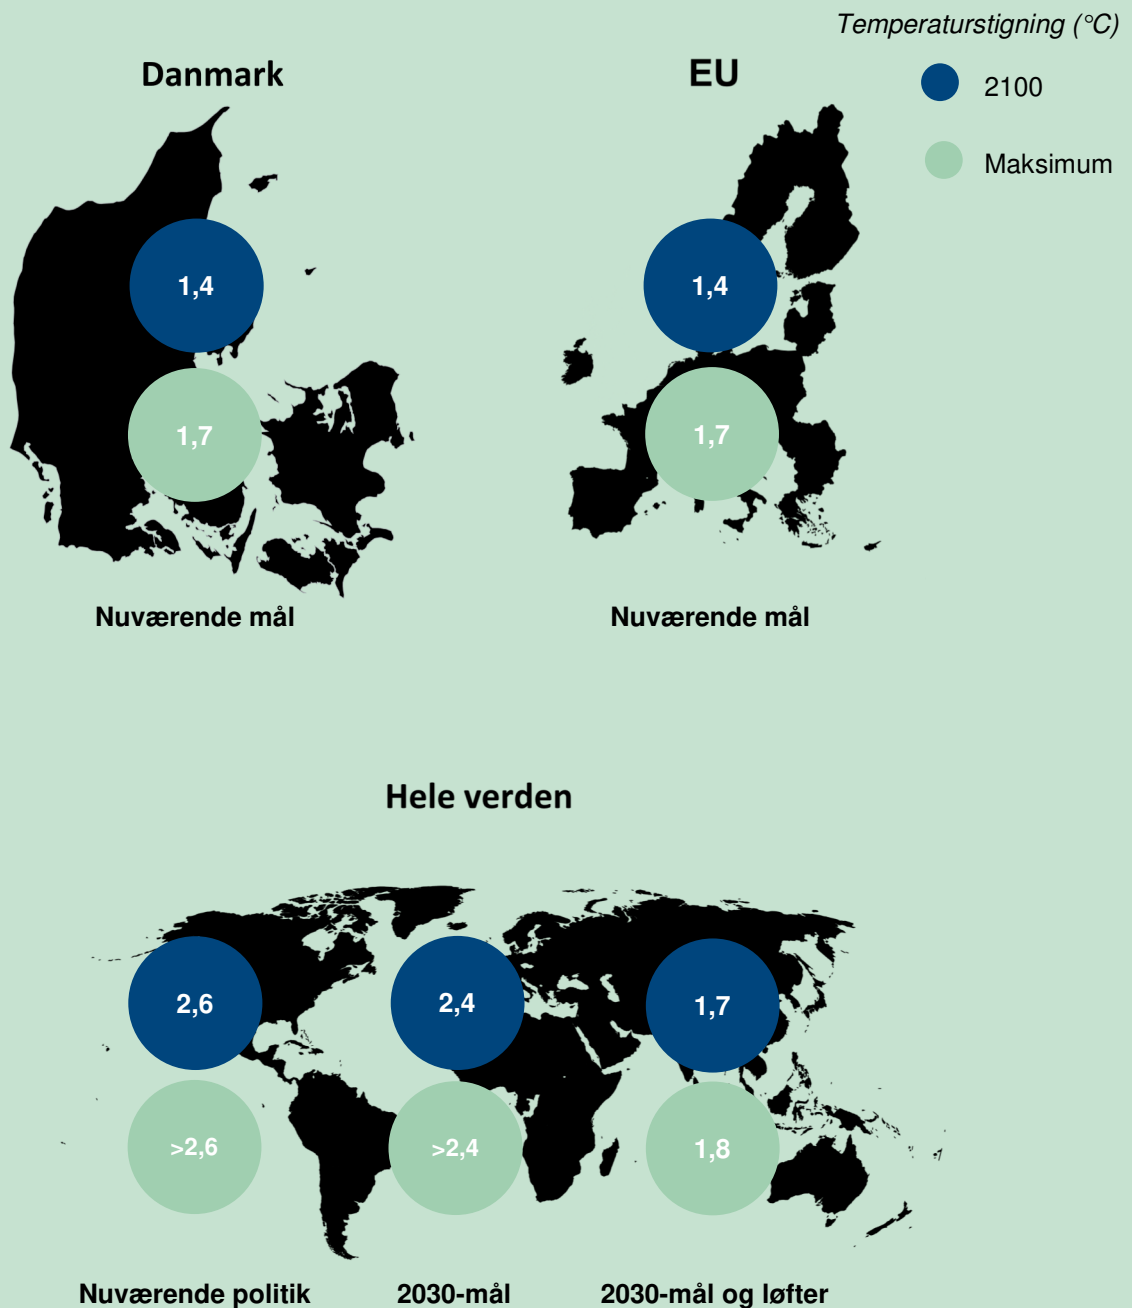 Temperaturstigning (°C)
2100
Maksimum
Danmark
1,4
1,7
Nuværende mål
EU
1,4
1,7
Nuværende mål
Hele verden
2,6
2,4
1,7
>2,6
>2,4
1,8
Nuværende politik
2030-mål
2030-mål og løfter